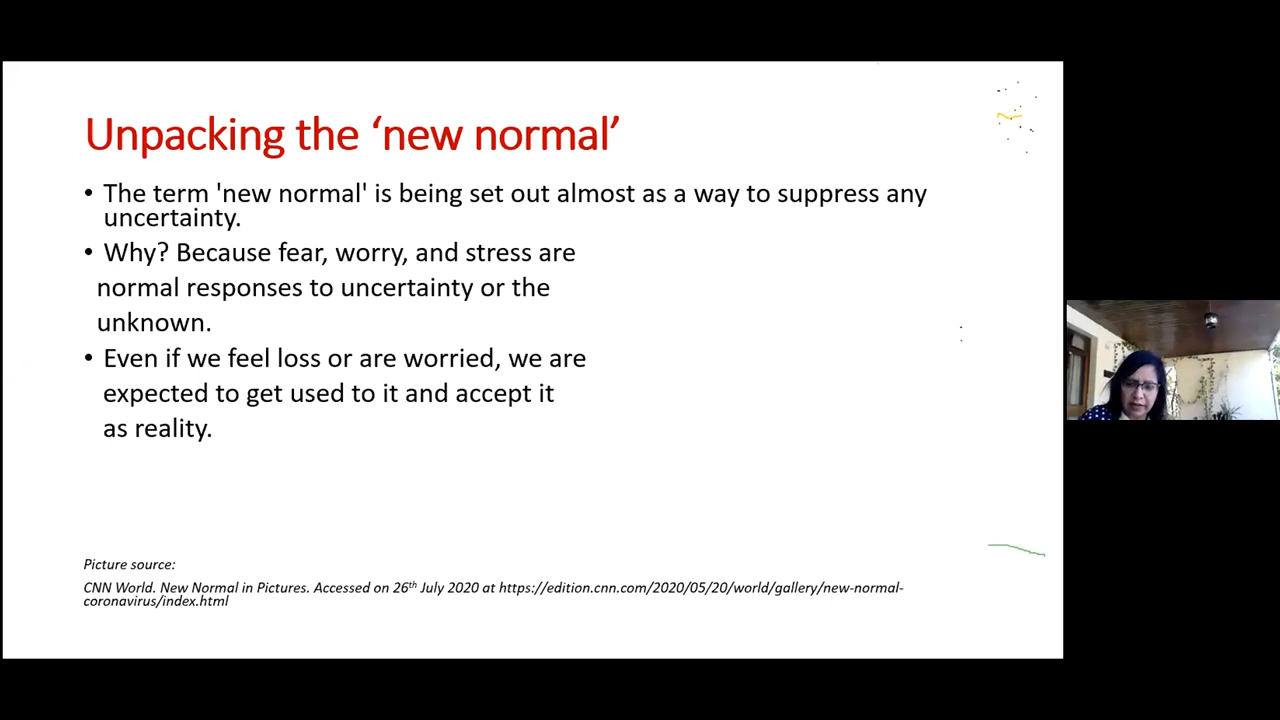 Unpacking the ‘new normal’
• The term 'new normal' is being set out almost as a way to suppress any
uncertainty.
• Why? Because fear, worry, and stress are
normal responses to uncertainty or the
unknown.
• Even if we feel loss or are worried, we are
expected to get used to it and accept it
as reality.
Picture source:
CNN World. New Normal in Pictures. Accessed on 26th July 2020 at https://edition.cnn.com/2020/05/20/world/gallery/new-normal-
coronavirus/index.html